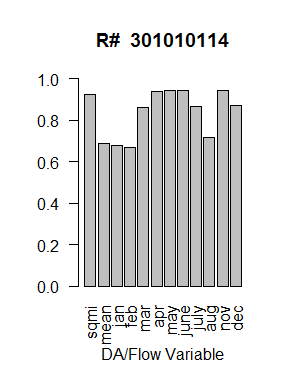 R# 301010114
1.0
0.8
0.6
0.4
0.2
0.0
sqmi
mean
jan
feb
mar
apr
may
june
july
aug
nov
dec
DA/Flow Variable